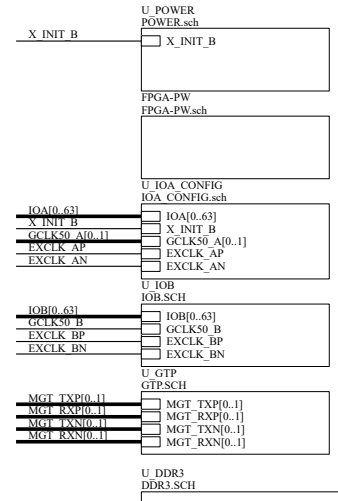 U_POWER
POWER.sch
X_INIT_B
X_INIT_B
FPGA-PW
FPGA-PW.sch
U_IOA_CONFIG
IOA_CONFIG.sch
IOA[0..63]
IOA[0..63]
X_INIT_B
X_INIT_B
GCLK50_A[0..1]
GCLK50_A[0..1]
EXCLK_AP
EXCLK_AP
EXCLK_AN
EXCLK_AN
U_IOB
IOB.SCH
IOB[0..63]
IOB[0..63]
GCLK50_B
GCLK50_B
EXCLK_BP
EXCLK_BP
EXCLK_BN
EXCLK_BN
U_GTP
GTP.SCH
MGT_TXP[0..1]
MGT_TXP[0..1]
MGT_RXP[0..1]
MGT_RXP[0..1]
MGT_TXN[0..1]
MGT_TXN[0..1]
MGT_RXN[0..1]
MGT_RXN[0..1]
U_DDR3
DDR3.SCH